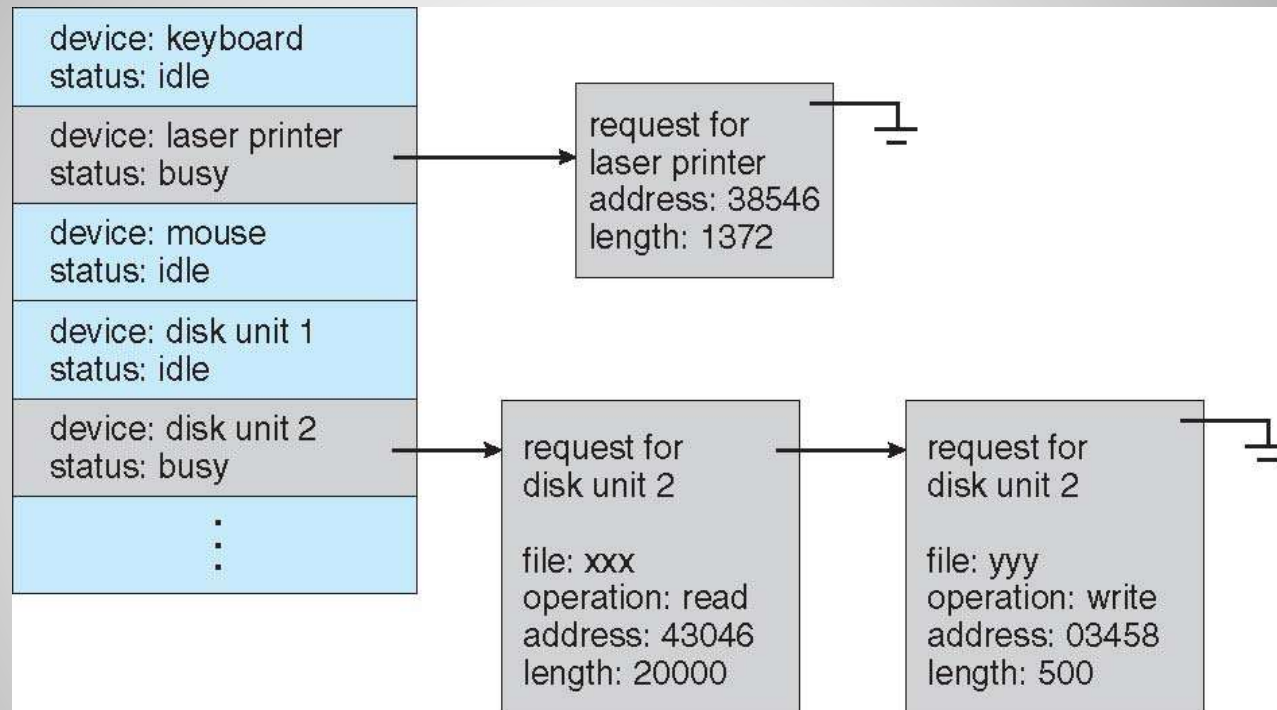 device: keyboard
status: idle
device: laser printer
status: busy
device: mouse
status: idle
device: disk unit 1
status: idle
device: disk unit 2
status: busy
request for
laser printer
address: 38546
length: 1372
request for
disk unit 2
file: xxx
operation: read
address: 43046
length: 20000
request for
disk unit 2
file: yyy
operation: write
address: 03458
length: 500